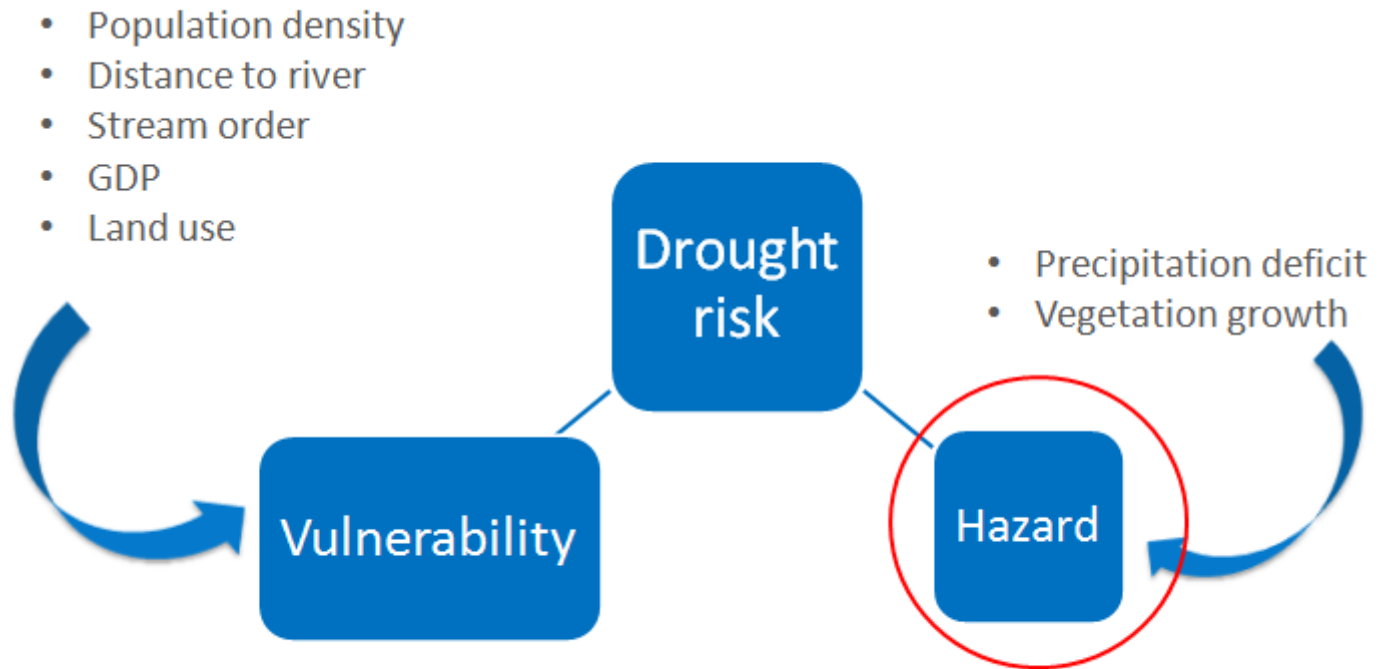 • Population density
• Distance to river
• Stream order
• GDP
• Land use
Drought
risk
• Precipitation deficit
• Vegetation growth
Vulnerability
Hazard